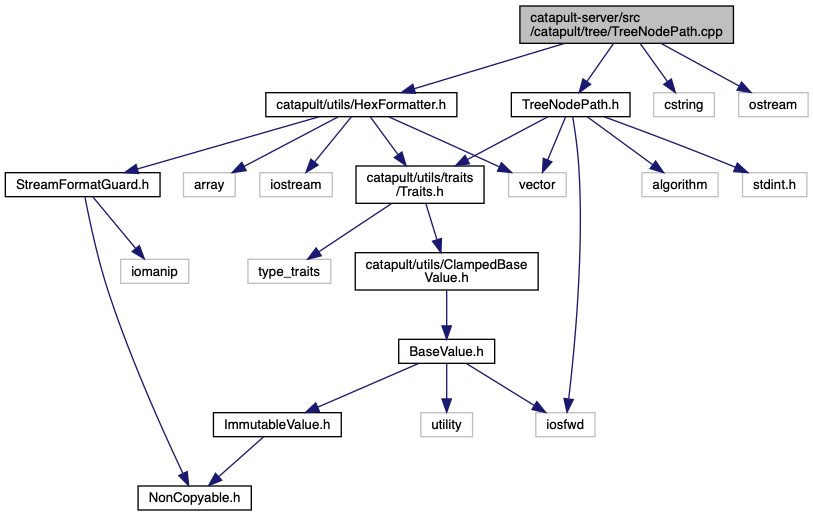 catapult-server/src
/catapult/tree/TreeNodePath.cpp
catapult/utils/HexFormatter.h
TreeNodePath.h
cstring
ostream
StreamFormatGuard.h
array
iostream
catapult/utils/traits
/Traits.h
vector
algorithm
stdint.h
iomanip
type_traits
catapult/utils/ClampedBase
Value.h
BaseValue.h
ImmutableValue.h
utility
iosfwd
NonCopyable.h